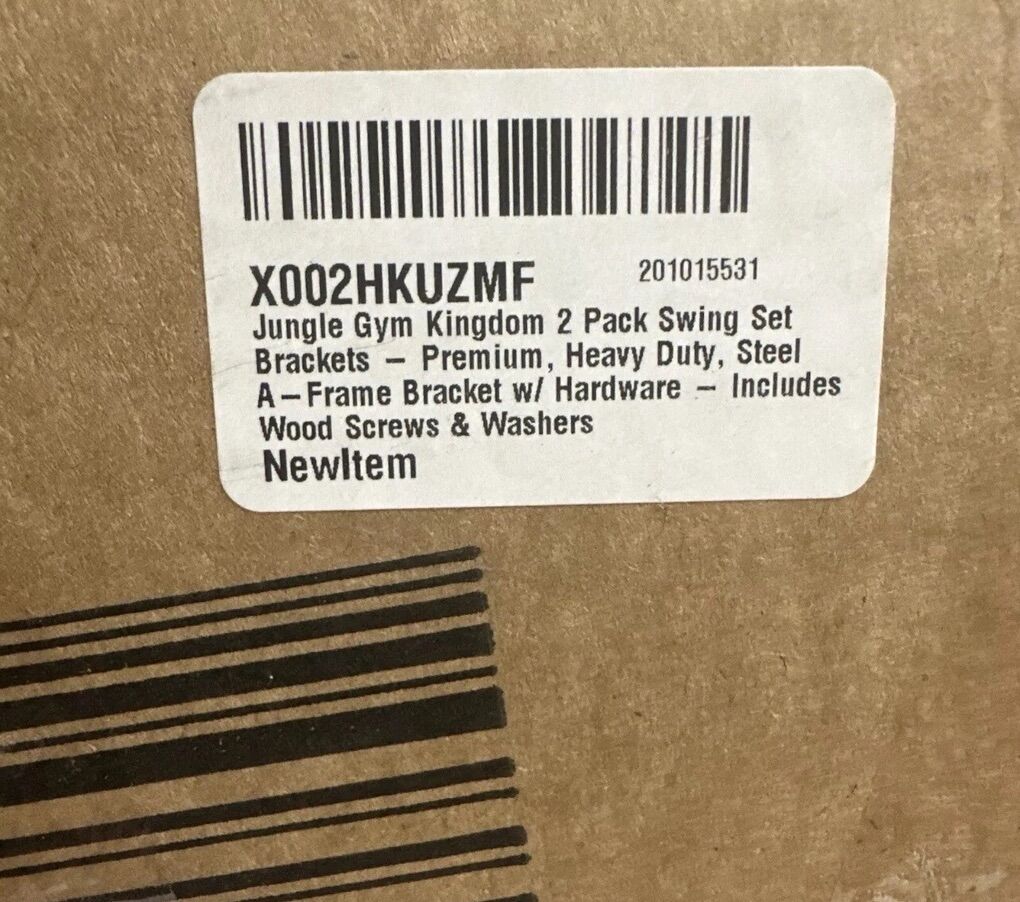 X002HKUZMF 201015531
Jungle Gym Kingdom 2 Pack Swing Set
Brackets – Premium, Heavy Duty, Steel
A–Frame Bracket w/ Hardware – Includes
Wood Screws & Washers
NewItem